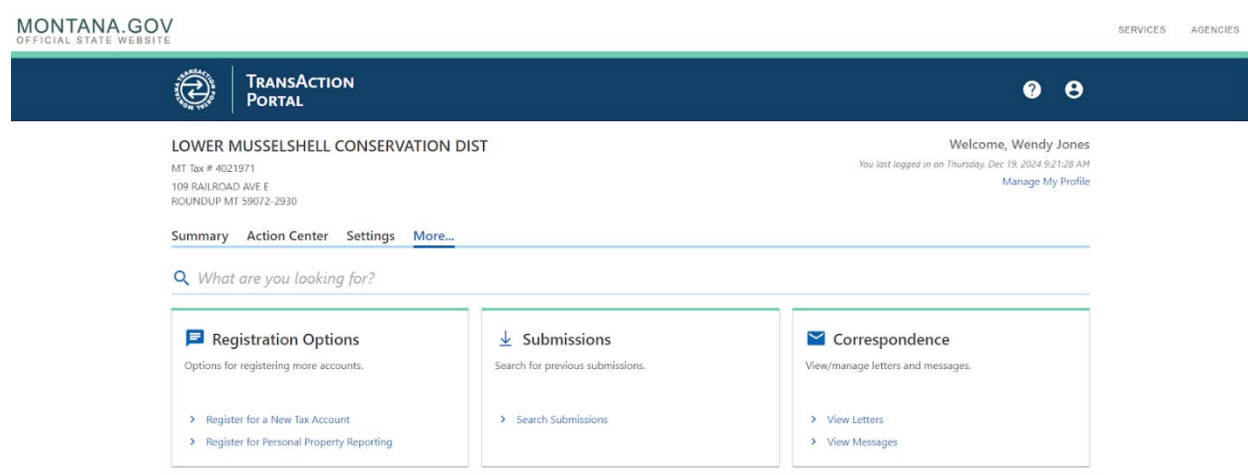 MONTANA.GOV
OFFICIAL STATE WEBSITE
SERVICES AGENCIES
MONTANA TRANSACTION PORTAL
TRANSACTION
PORTAL
?
LOWER MUSSELSHELL CONSERVATION DIST
MT Tax # 4021971
109 RAILROAD AVE E
ROUNDUP MT 59072-2930
Welcome, Wendy Jones
You last logged in on Thursday, Dec 19, 2024 9:21:28 AM
Manage My Profile
Summary Action Center Settings More...
What are you looking for?
Registration Options
Options for registering more accounts.
> Register for a New Tax Account
> Register for Personal Property Reporting
Submissions
Search for previous submissions.
> Search Submissions
Correspondence
View/manage letters and messages.
> View Letters
> View Messages